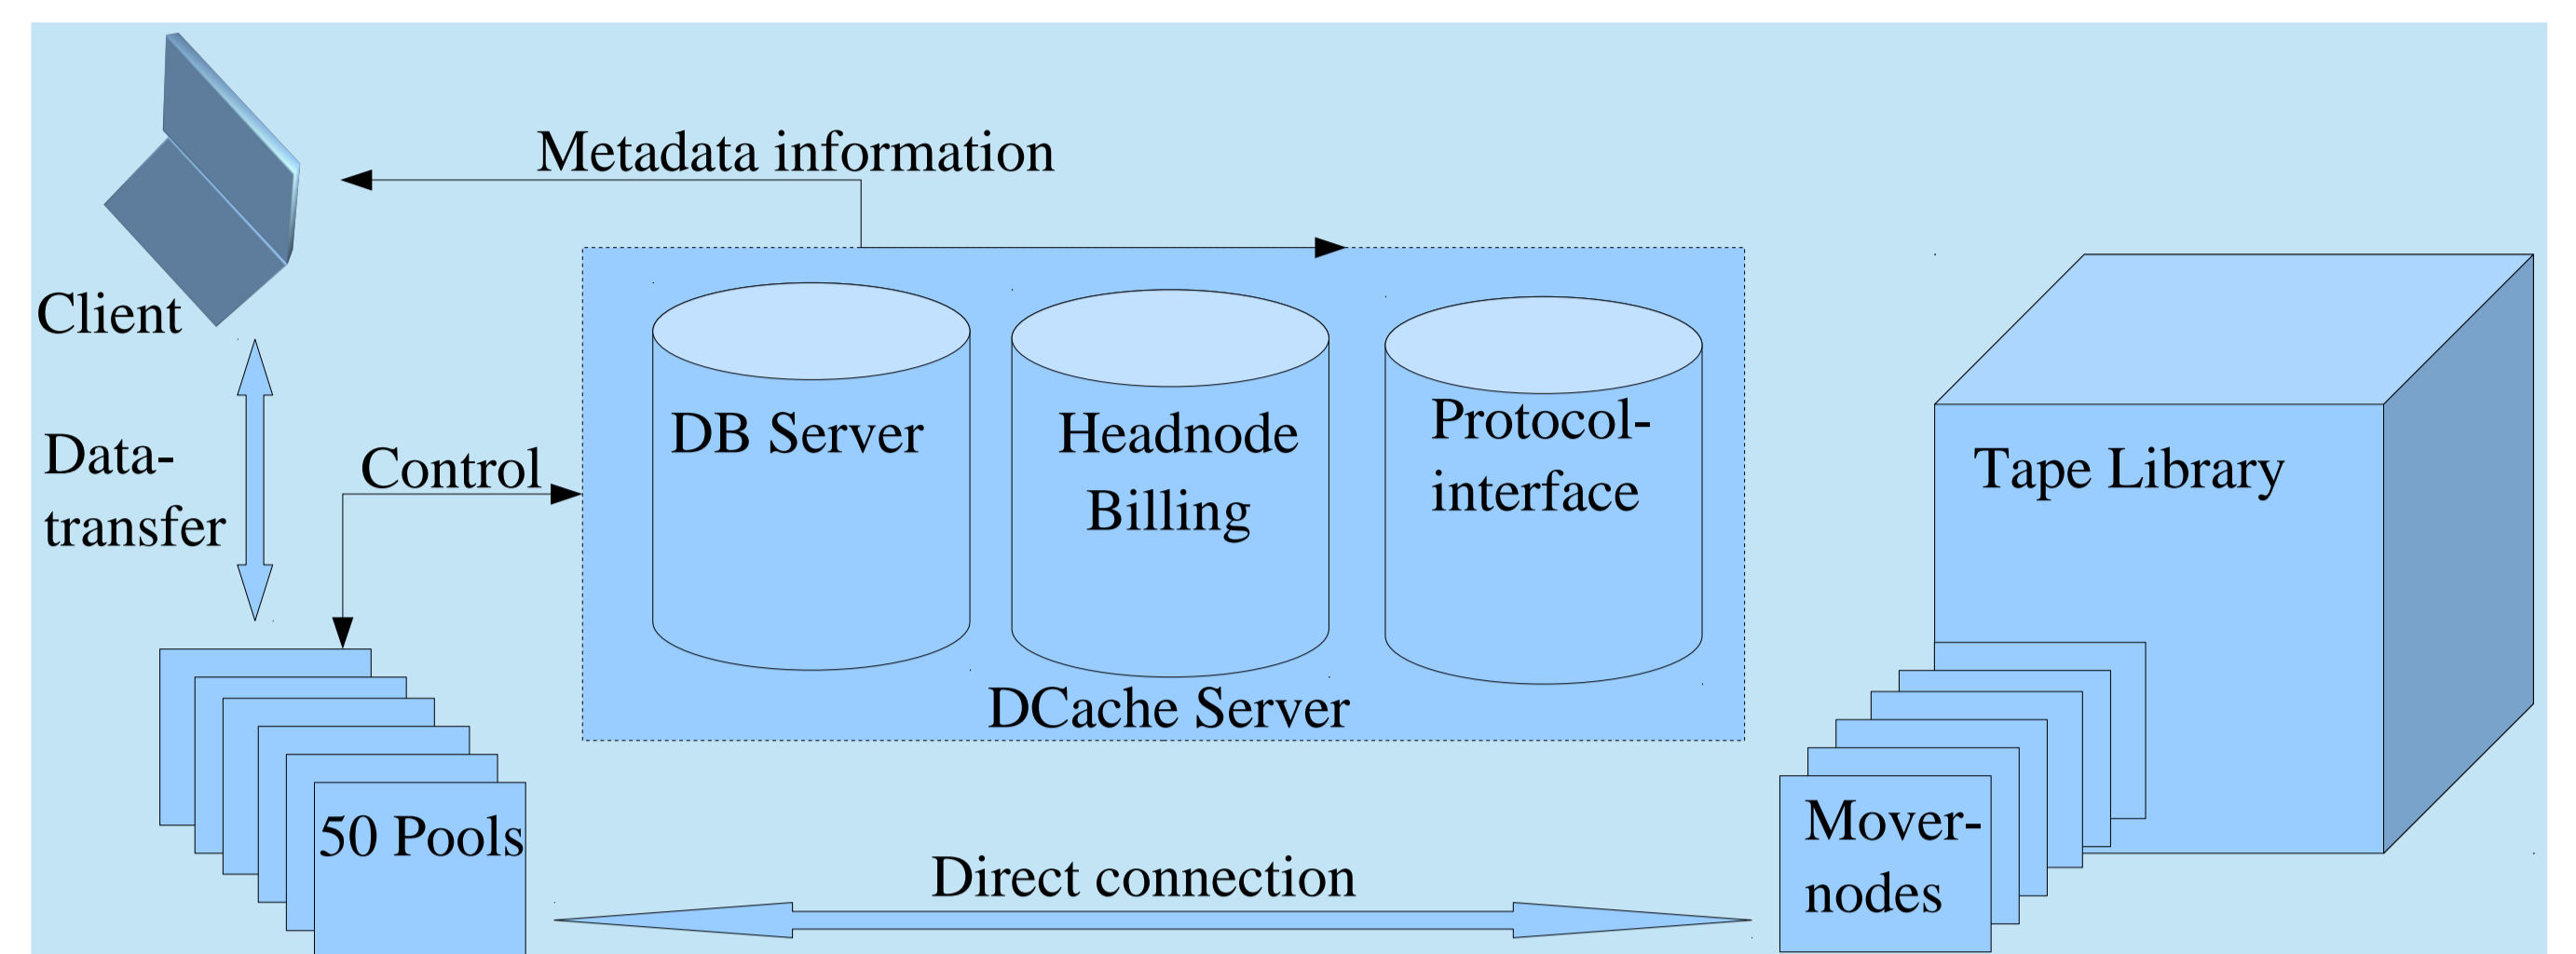 Metadata information
Client
Data-
transfer
Control
DB Server
Headnode
Billing
Protocol-
interface
DCache Server
Tape Library
50 Pools
Direct connection
Mover-
nodes